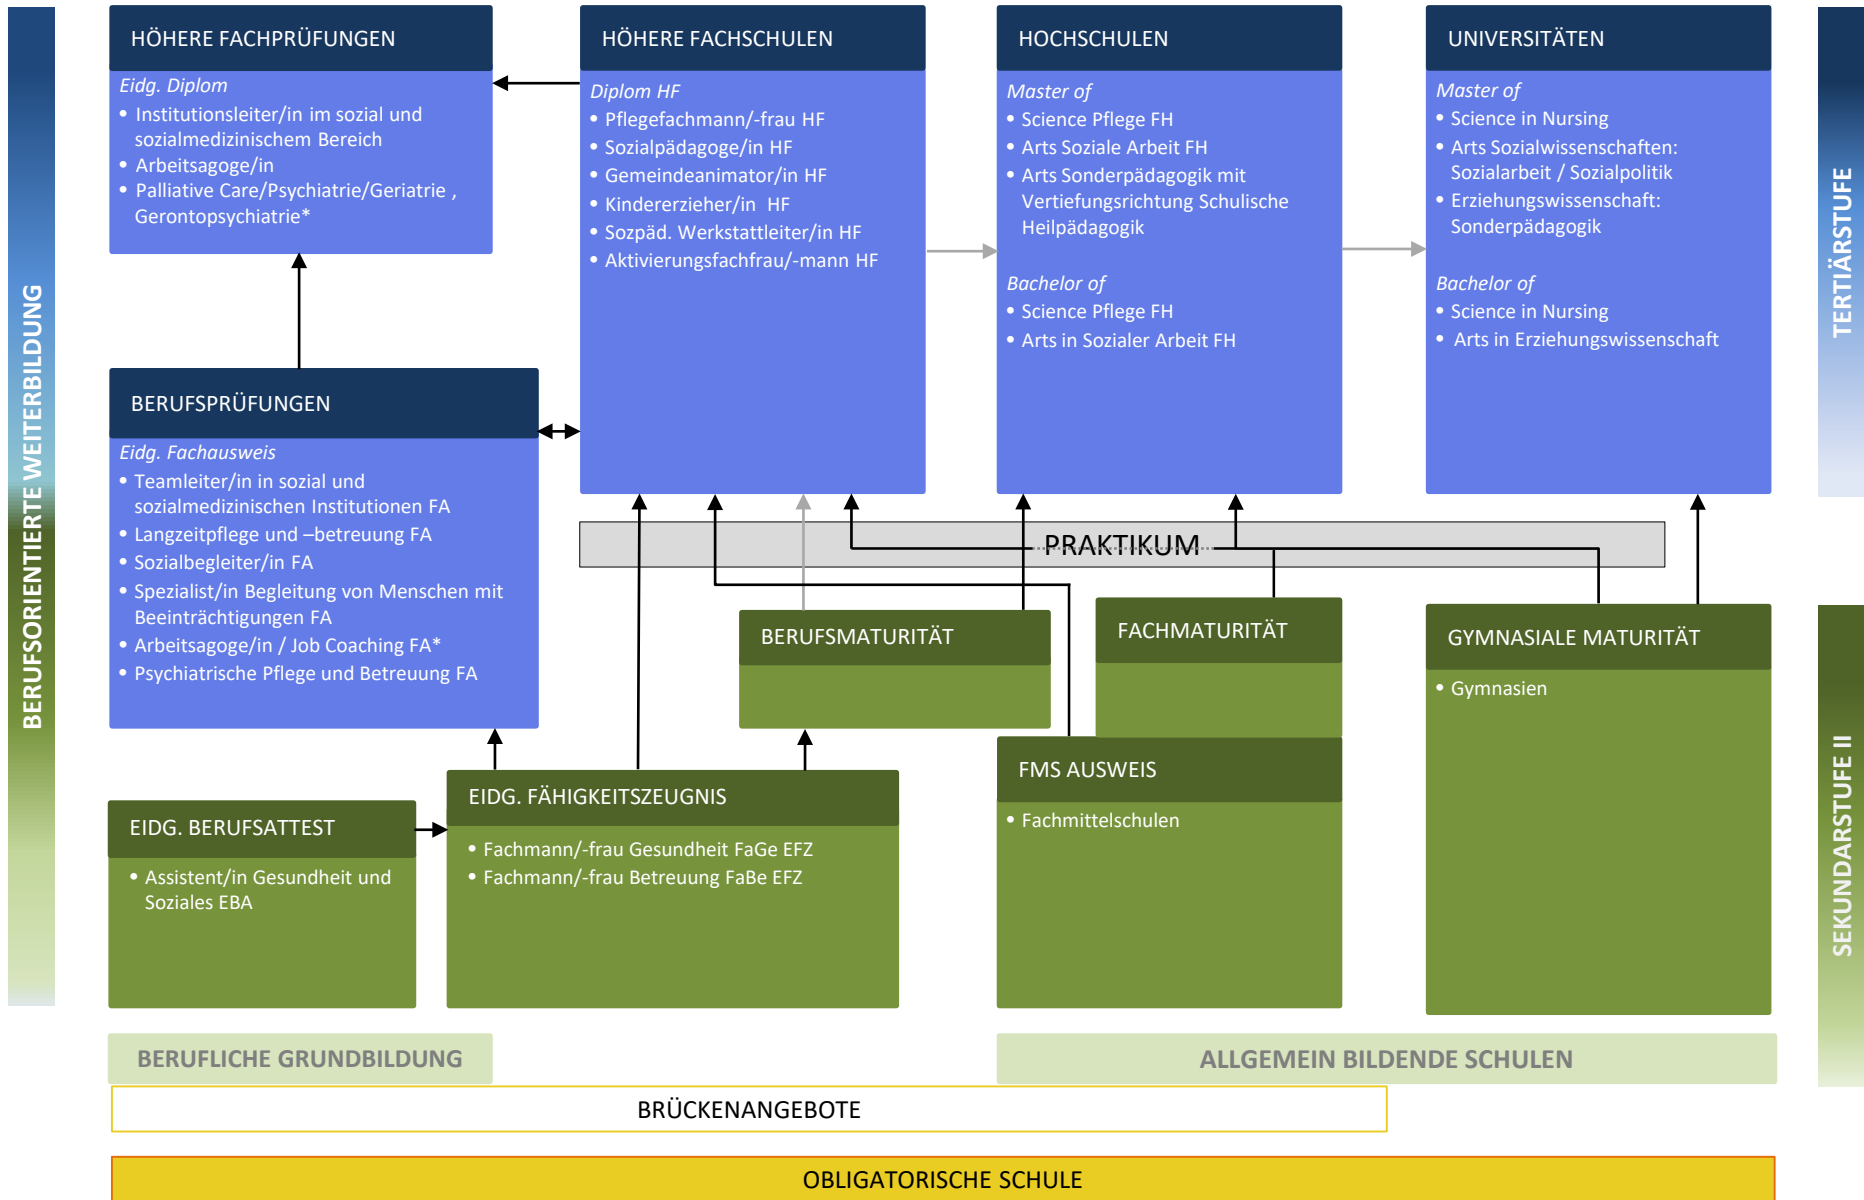 BERUFSORIENTIERTE WEITERBILDUNG
HÖHERE FACHPRÜFUNGEN
Eidg. Diplom
• Institutionsleiter/in im sozial und
sozialmedizinischem Bereich
• Arbeitsagoge/in
• Palliative Care/Psychiatrie/Geriatrie ,
Gerontopsychiatrie*
HÖHERE FACHSCHULEN
Diplom HF
• Pflegefachmann/-frau HF
• Sozialpädagoge/in HF
• Gemeindeanimator/in HF
• Kindererzieher/in HF
• Sozpäd. Werkstattleiter/in HF
• Aktivierungsfachfrau/-mann HF
HOCHSCHULEN
Master of
• Science Pflege FH
• Arts Soziale Arbeit FH
• Arts Sonderpädagogik mit
Vertiefungsrichtung Schulische
Heilpädagogik
Bachelor of
• Science Pflege FH
• Arts in Sozialer Arbeit FH
UNIVERSITÄTEN
Master of
• Science in Nursing
• Arts Sozialwissenschaften:
Sozialarbeit / Sozialpolitik
• Erziehungswissenschaft:
Sonderpädagogik
Bachelor of
• Science in Nursing
• Arts in Erziehungswissenschaft
TERTIÄRSTUFE
BERUFSPRÜFUNGEN
Eidg. Fachausweis
• Teamleiter/in in sozial und
sozialmedizinischen Institutionen FA
• Langzeitpflege und –betreuung FA
• Sozialbegleiter/in FA
• Spezialist/in Begleitung von Menschen mit
Beeinträchtigungen FA
• Arbeitsagoge/in / Job Coaching FA*
• Psychiatrische Pflege und Betreuung FA
PRAKTIKUM
BERUFSMATURITÄT
FACHMATURITÄT
GYMNASIALE MATURITÄT
• Gymnasien
FMS AUSWEIS
• Fachmittelschulen
EIDG. BERUFSATTEST
• Assistent/in Gesundheit und
Soziales EBA
EIDG. FÄHIGKEITSZEUGNIS
• Fachmann/-frau Gesundheit FaGe EFZ
• Fachmann/-frau Betreuung FaBe EFZ
SEKUNDARSTUFE II
BERUFLICHE GRUNDBILDUNG
ALLGEMEIN BILDENDE SCHULEN
BRÜCKENANGEBOTE
OBLIGATORISCHE SCHULE